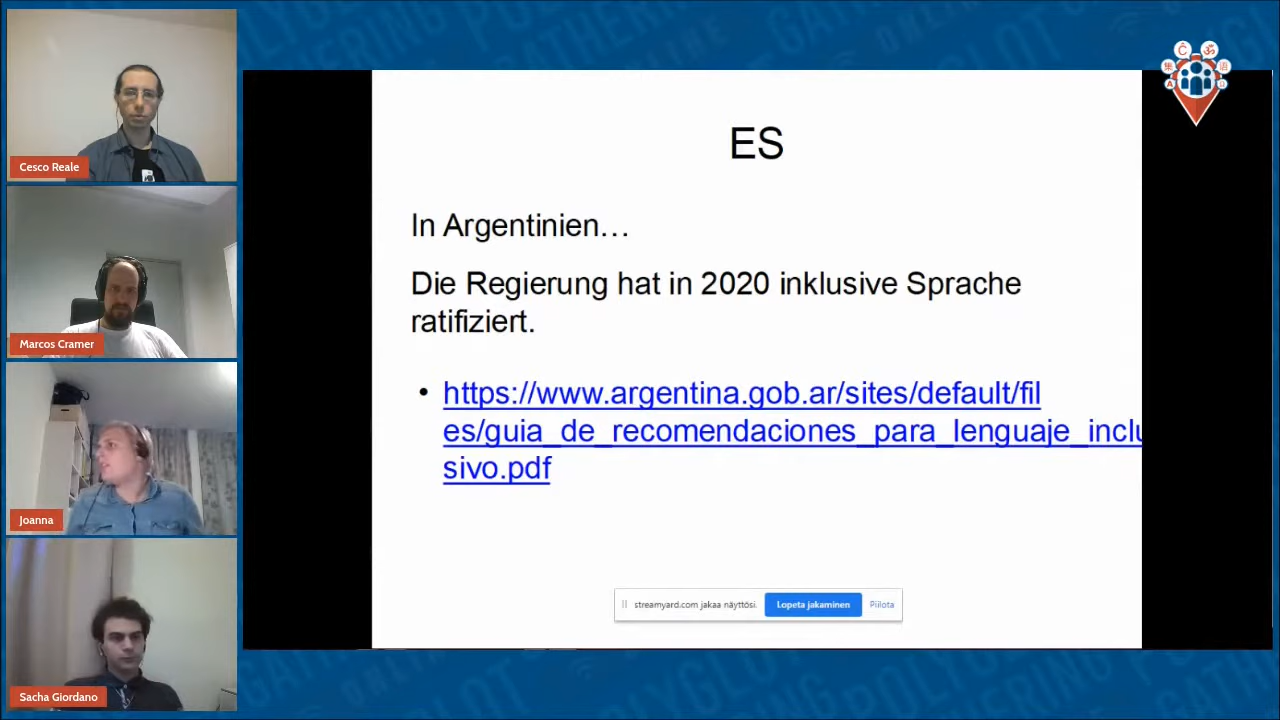 Cesco Reale
Marcos Cramer
Joanna
Sacha Giordano
ES
In Argentinien…
Die Regierung hat in 2020 inklusive Sprache
ratifiziert.
• https://www.argentina.gob.ar/sites/default/fil
es/guia_de_recomendaciones_para_lenguaje_inclu
sivo.pdf
streamyard.com jakaa näyttösi.
Lopeta jakaminen
Piilota